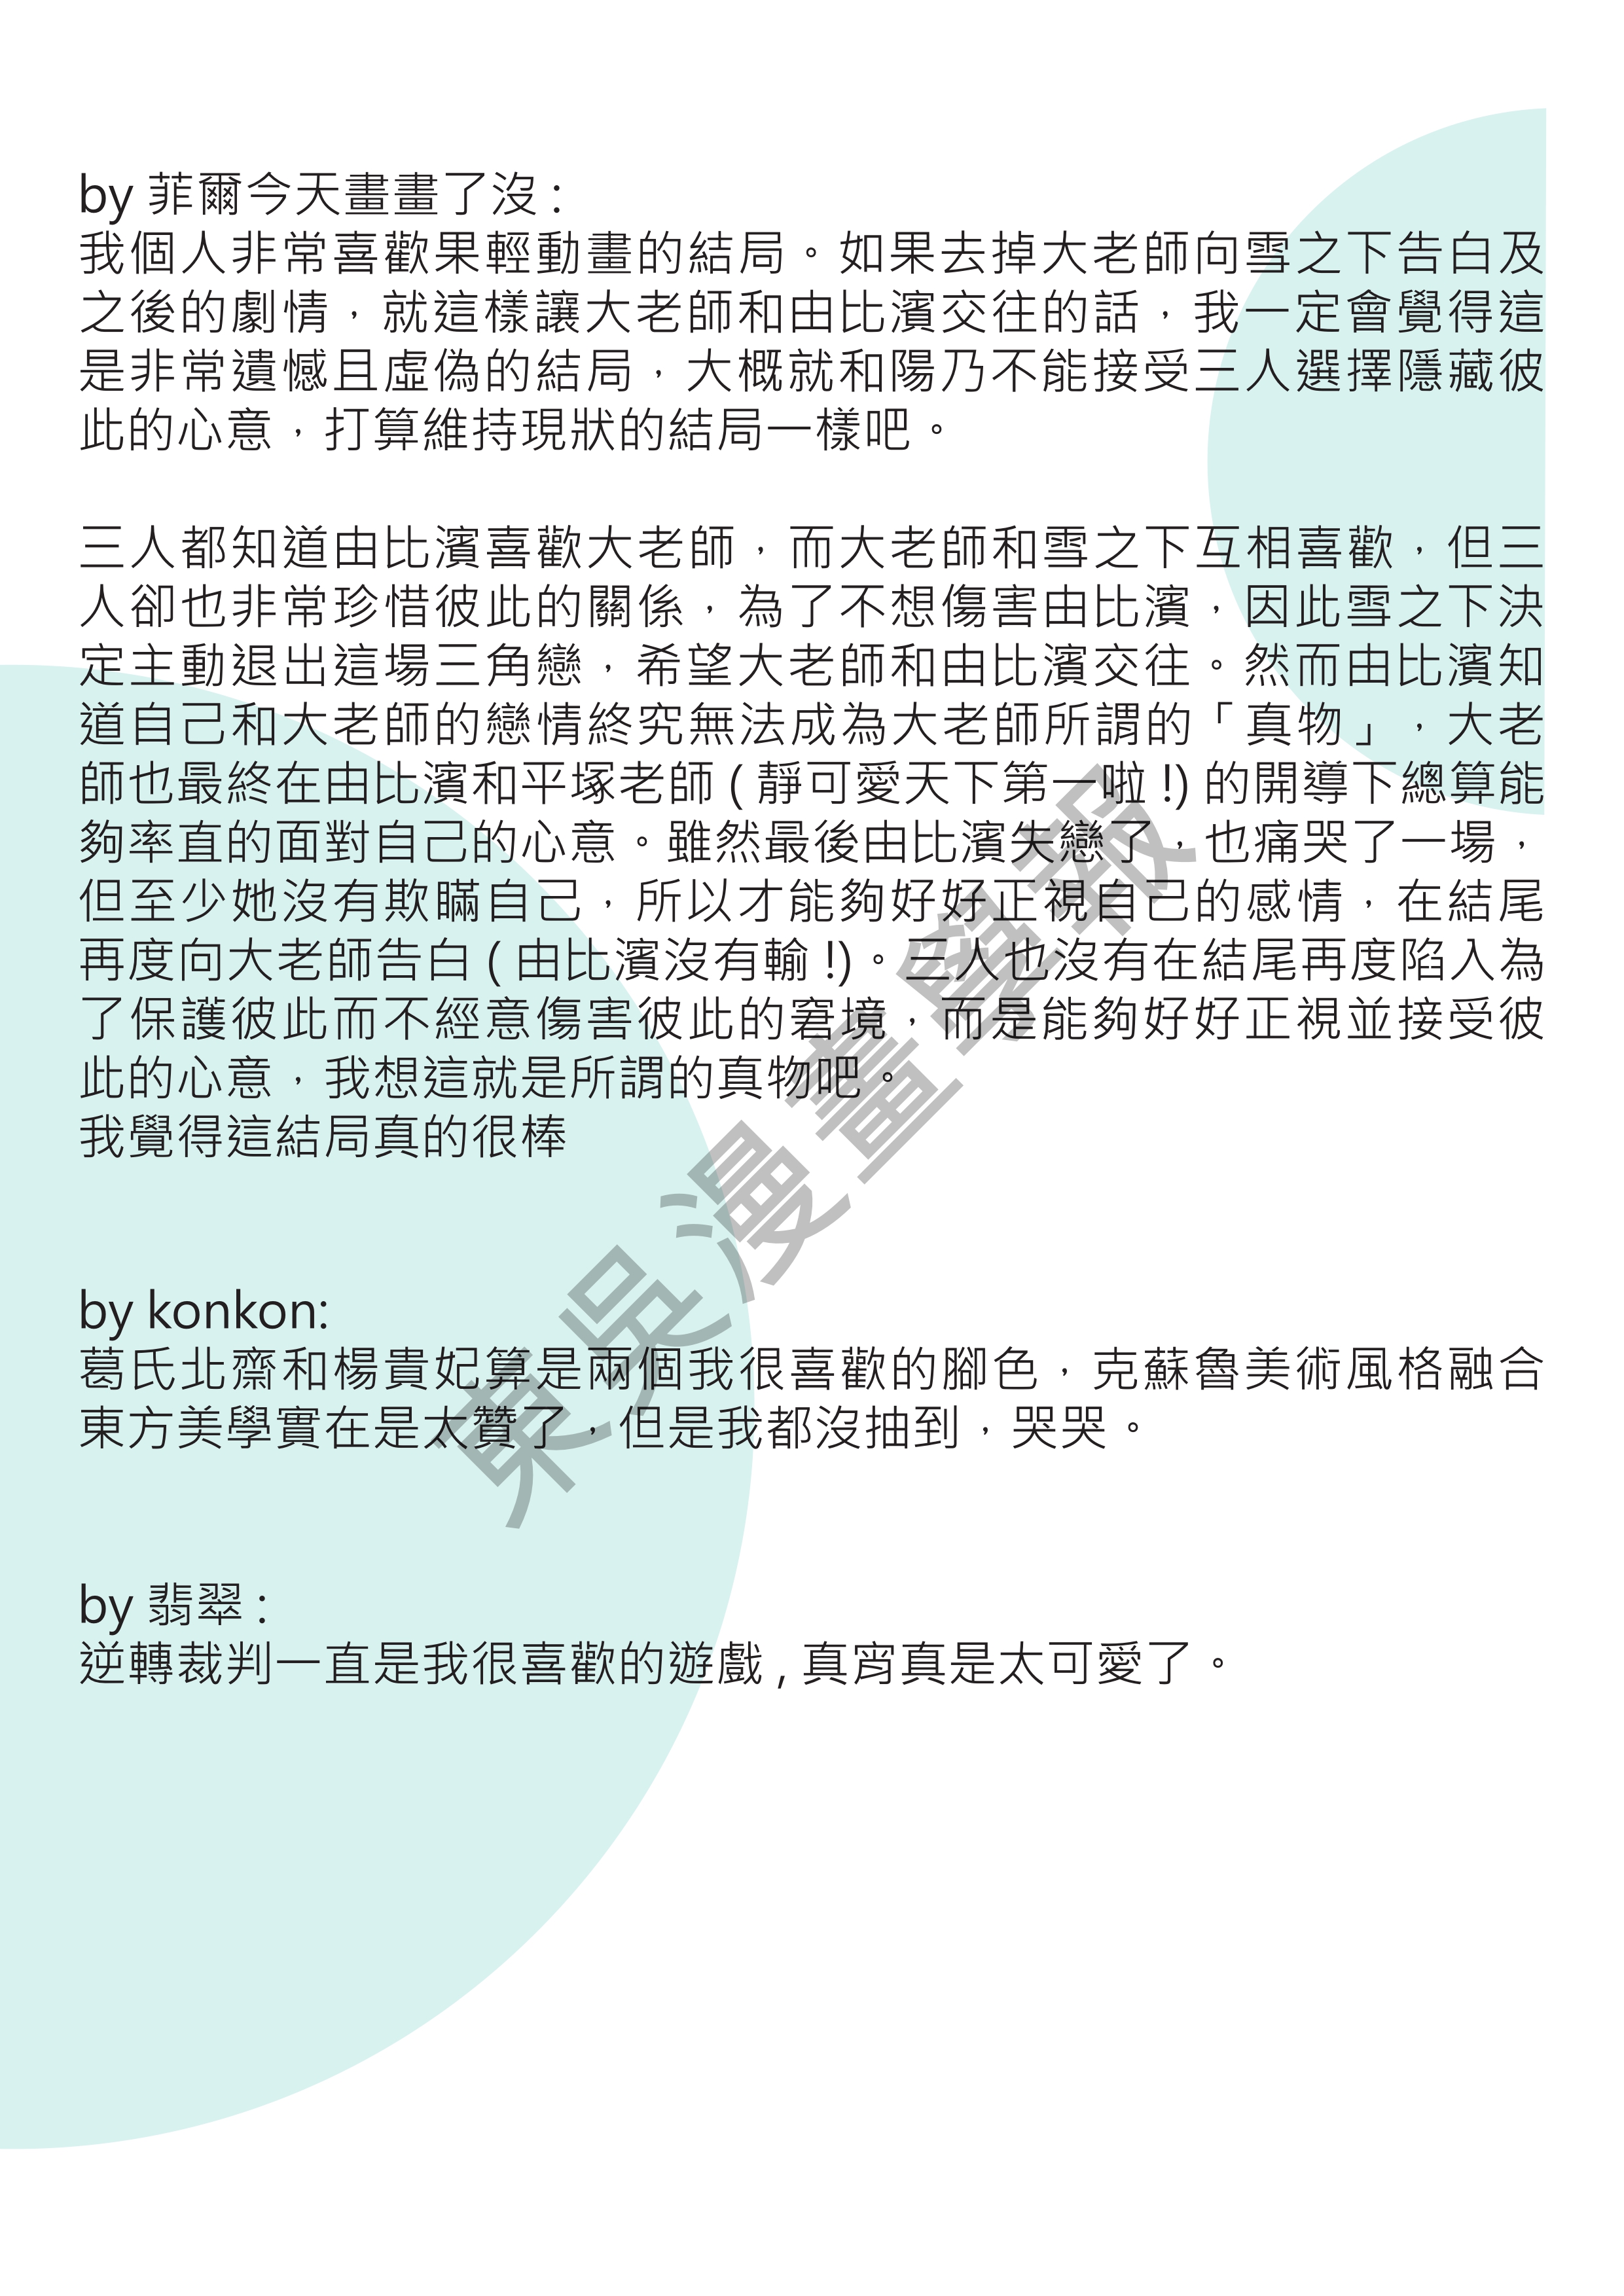 by 菲爾今天畫畫了沒：
我個人非常喜歡果輕動畫的結局。如果去掉大老師向雪之下告白及
之後的劇情，就這樣讓大老師和由比濱交往的話，我一定會覺得這
是非常遺憾且虛偽的結局，大概就和陽乃不能接受三人選擇隱藏彼
此的心意，打算維持現狀的結局一樣吧。
三人都知道由比濱喜歡大老師，而大老師和雪之下互相喜歡，但三
人卻也非常珍惜彼此的關係，為了不想傷害由比濱，因此雪之下決
定主動退出這場三角戀，希望大老師和由比濱交往。然而由比濱知
道自己和大老師的戀情終究無法成為大老師所謂的「真物」，大老
師也最終在由比濱和平塚老師 ( 靜可愛天下第一啦 !) 的開導下總算能
夠率直的面對自己的心意。雖然最後由比濱失戀了，也痛哭了一場，
但至少她沒有欺瞞自己，所以才能夠好好正視自己的感情，在結尾
再度向大老師告白 ( 由比濱沒有輸 !)。三人也沒有在結尾再度陷入為
了保護彼此而不經意傷害彼此的窘境，而是能夠好好正視並接受彼
此的心意，我想這就是所謂的真物吧。
我覺得這結局真的很棒
by konkon:
葛氏北齋和楊貴妃算是兩個我很喜歡的腳色，克蘇魯美術風格融合
東方美學實在是太贊了，但是我都沒抽到，哭哭。
by 翡翠：
逆轉裁判一直是我很喜歡的遊戲 , 真宵真是太可愛了。
東吳漫畫學報